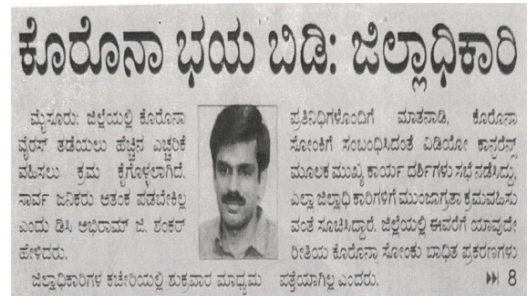 ಕೊರೊನಾ ಭಯ ಬಿಡಿ: ಜಿಲ್ಲಾಧಿಕಾರಿ
ಮೈಸೂರು: ಜಿಲ್ಲೆಯಲ್ಲಿ ಕೊರೊನಾ
ವೈರಸ್ ತಡೆಯಲು ಹೆಚ್ಚಿನ ಎಚ್ಚರಿಕೆ
ವಹಿಸಲು ಕ್ರಮ ಕೈಗೊಳ್ಳಲಾಗಿದೆ.
ಸಾರ್ವ ಜನಿಕರು ಆತಂಕ ಪಡಬೇಕಿಲ್ಲ
ಎಂದು ಡಿಸಿ ಅಭಿರಾಮ್ ಜಿ. ಶಂಕರ್
ಹೇಳಿದರು.
ಜಿಲ್ಲಾಧಿಕಾರಿಗಳ ಕಚೇರಿಯಲ್ಲಿ ಶುಕ್ರವಾರ ಮಾಧ್ಯಮ
ಪ್ರತಿನಿಧಿಗಳೊಂದಿಗೆ ಮಾತನಾಡಿ, ಕೊರೊನಾ
ಸೋಂಕಿಗೆ ಸಂಬಂಧಿಸಿದಂತೆ ವಿಡಿಯೋ ಕಾನ್ಫರೆನ್ಸ್
ಮೂಲಕ ಮುಖ್ಯ ಕಾರ್ಯ ದರ್ಶಿಗಳು ಸಭೆ ನಡೆಸಿದ್ದು,
ಎಲ್ಲಾ ಜಿಲ್ಲಾಧಿ ಕಾರಿಗಳಿಗೆ ಮುಂಜಾಗ್ರತಾ ಕ್ರಮವಹಿಸು
ವಂತೆ ಸೂಚಿಸಿದ್ದಾರೆ. ಜಿಲ್ಲೆಯಲ್ಲಿ ಈವರೆಗೆ ಯಾವುದೇ
ರೀತಿಯ ಕೊರೊನ್ನಾ ಸೋಂಕು ಬಾಧಿತ ಪ್ರಕರಣಗಳು
ಪತ್ತೆಯಾಗಿಲ್ಲ ಎಂದರು. 8